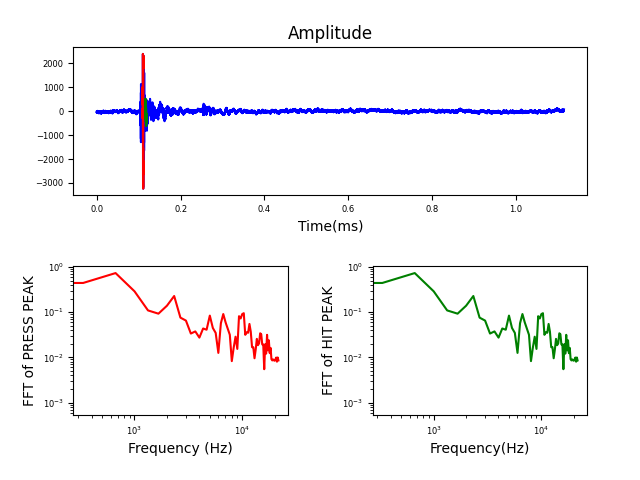 Amplitude
2000
1000
0
−1000
−2000
−3000
0.0 0.2 0.4 0.6 0.8 1.0
Time(ms)
FFT of PRESS PEAK
10⁰
10⁻¹
10⁻²
10⁻³
10³ 10⁴
Frequency (Hz)
FFT of HIT PEAK
10⁰
10⁻¹
10⁻²
10⁻³
10³ 10⁴
Frequency(Hz)